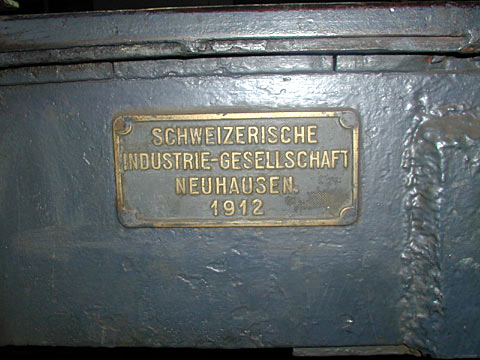 SCHWEIZERISCHE
INDUSTRIE-GESELLSCHAFT
NEUHAUSEN.
1912